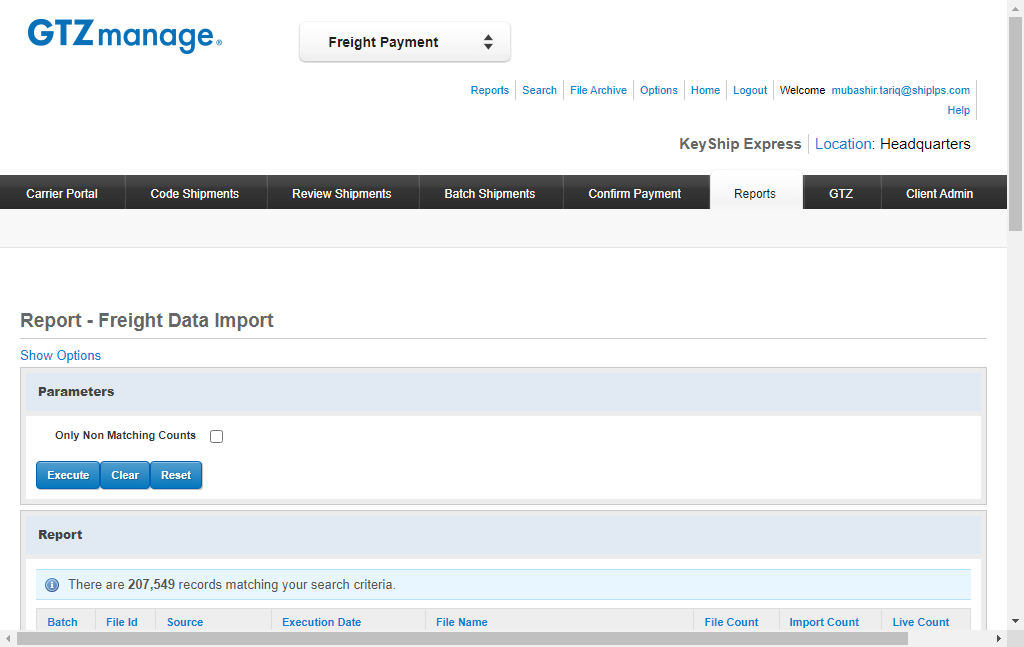 GTZmanage®
Freight Payment
Reports Search File Archive Options Home Logout Welcome mubashir.tariq@shiplps.com
Help
KeyShip Express Location: Headquarters
Carrier Portal Code Shipments Review Shipments Batch Shipments Confirm Payment Reports GTZ Client Admin
Report - Freight Data Import
Show Options
Parameters
Only Non Matching Counts
Execute Clear Reset
Report
There are 207,549 records matching your search criteria.
Batch File Id Source Execution Date File Name File Count Import Count Live Count